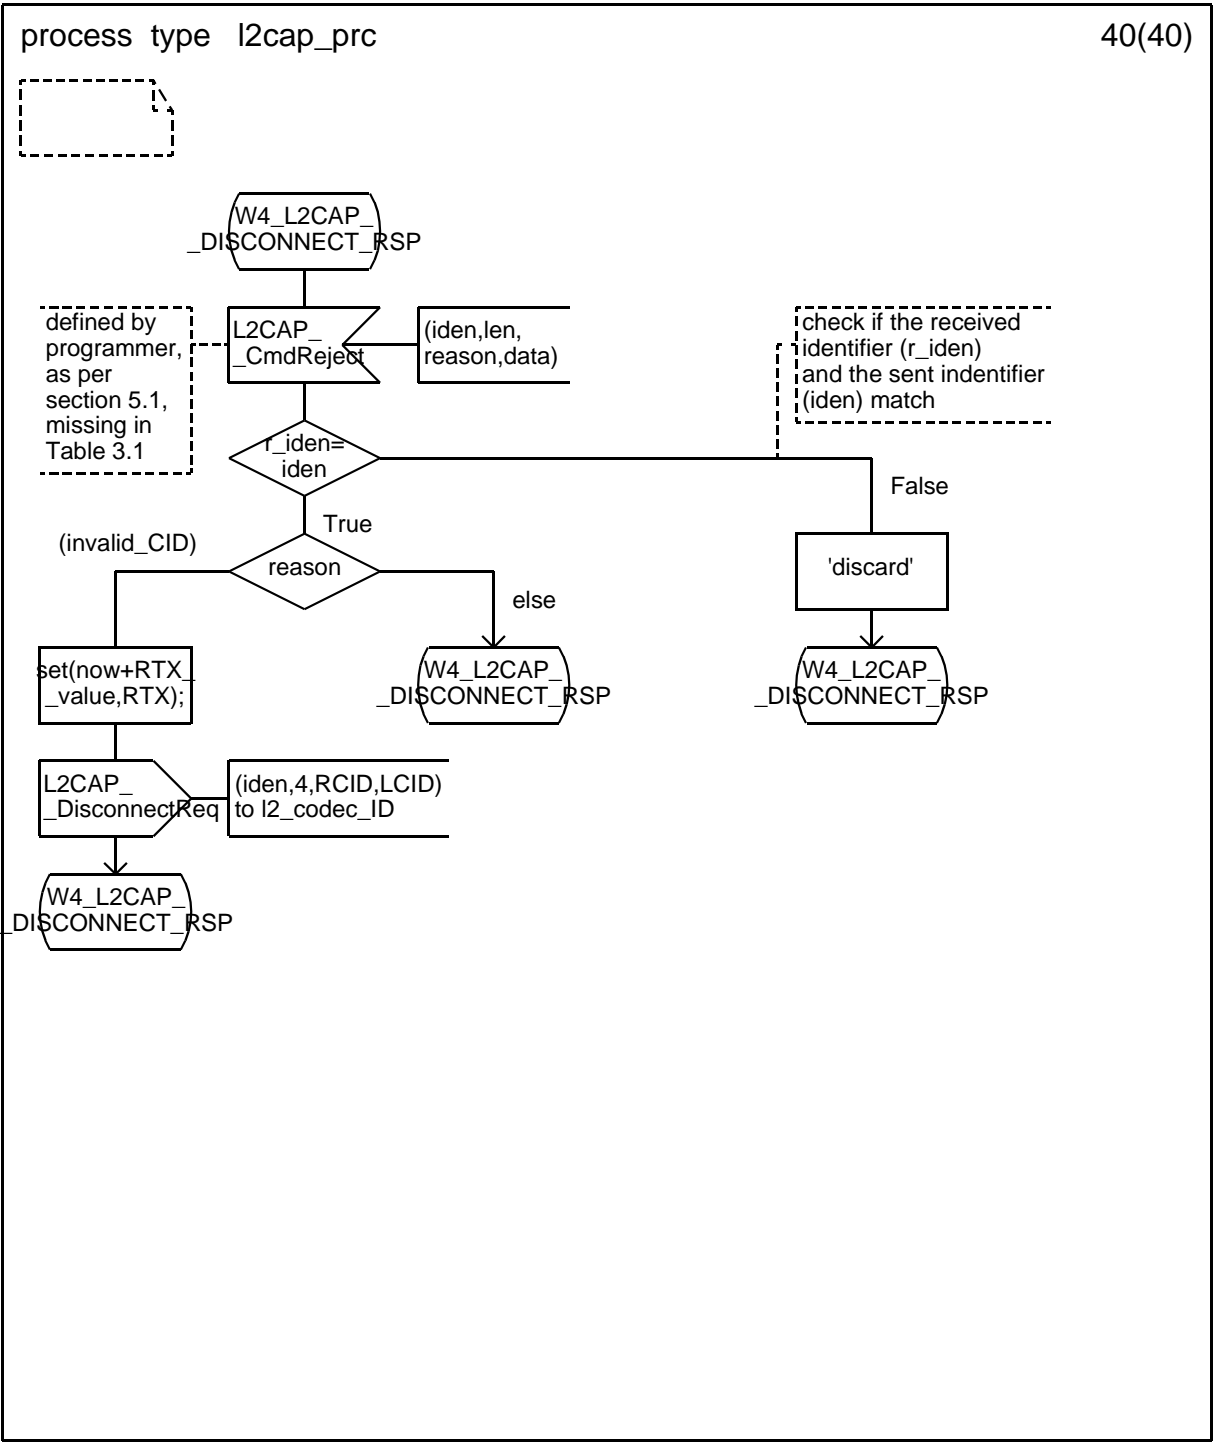 process type l2cap_prc
40(40)
W4_L2CAP_
_DISCONNECT_RSP
defined by
programmer,
as per
section 5.1,
missing in
Table 3.1
L2CAP_
_CmdReject
(iden,len,
reason,data)
check if the received
identifier (r_iden)
and the sent indentifier
(iden) match
r_iden=
iden
False
True
(invalid_CID)
reason
else
'discard'
set(now+RTX_
_value,RTX);
W4_L2CAP_
_DISCONNECT_RSP
W4_L2CAP_
_DISCONNECT_RSP
L2CAP_
_DisconnectReq
(iden,4,RCID,LCID)
to l2_codec_ID
W4_L2CAP_
_DISCONNECT_RSP